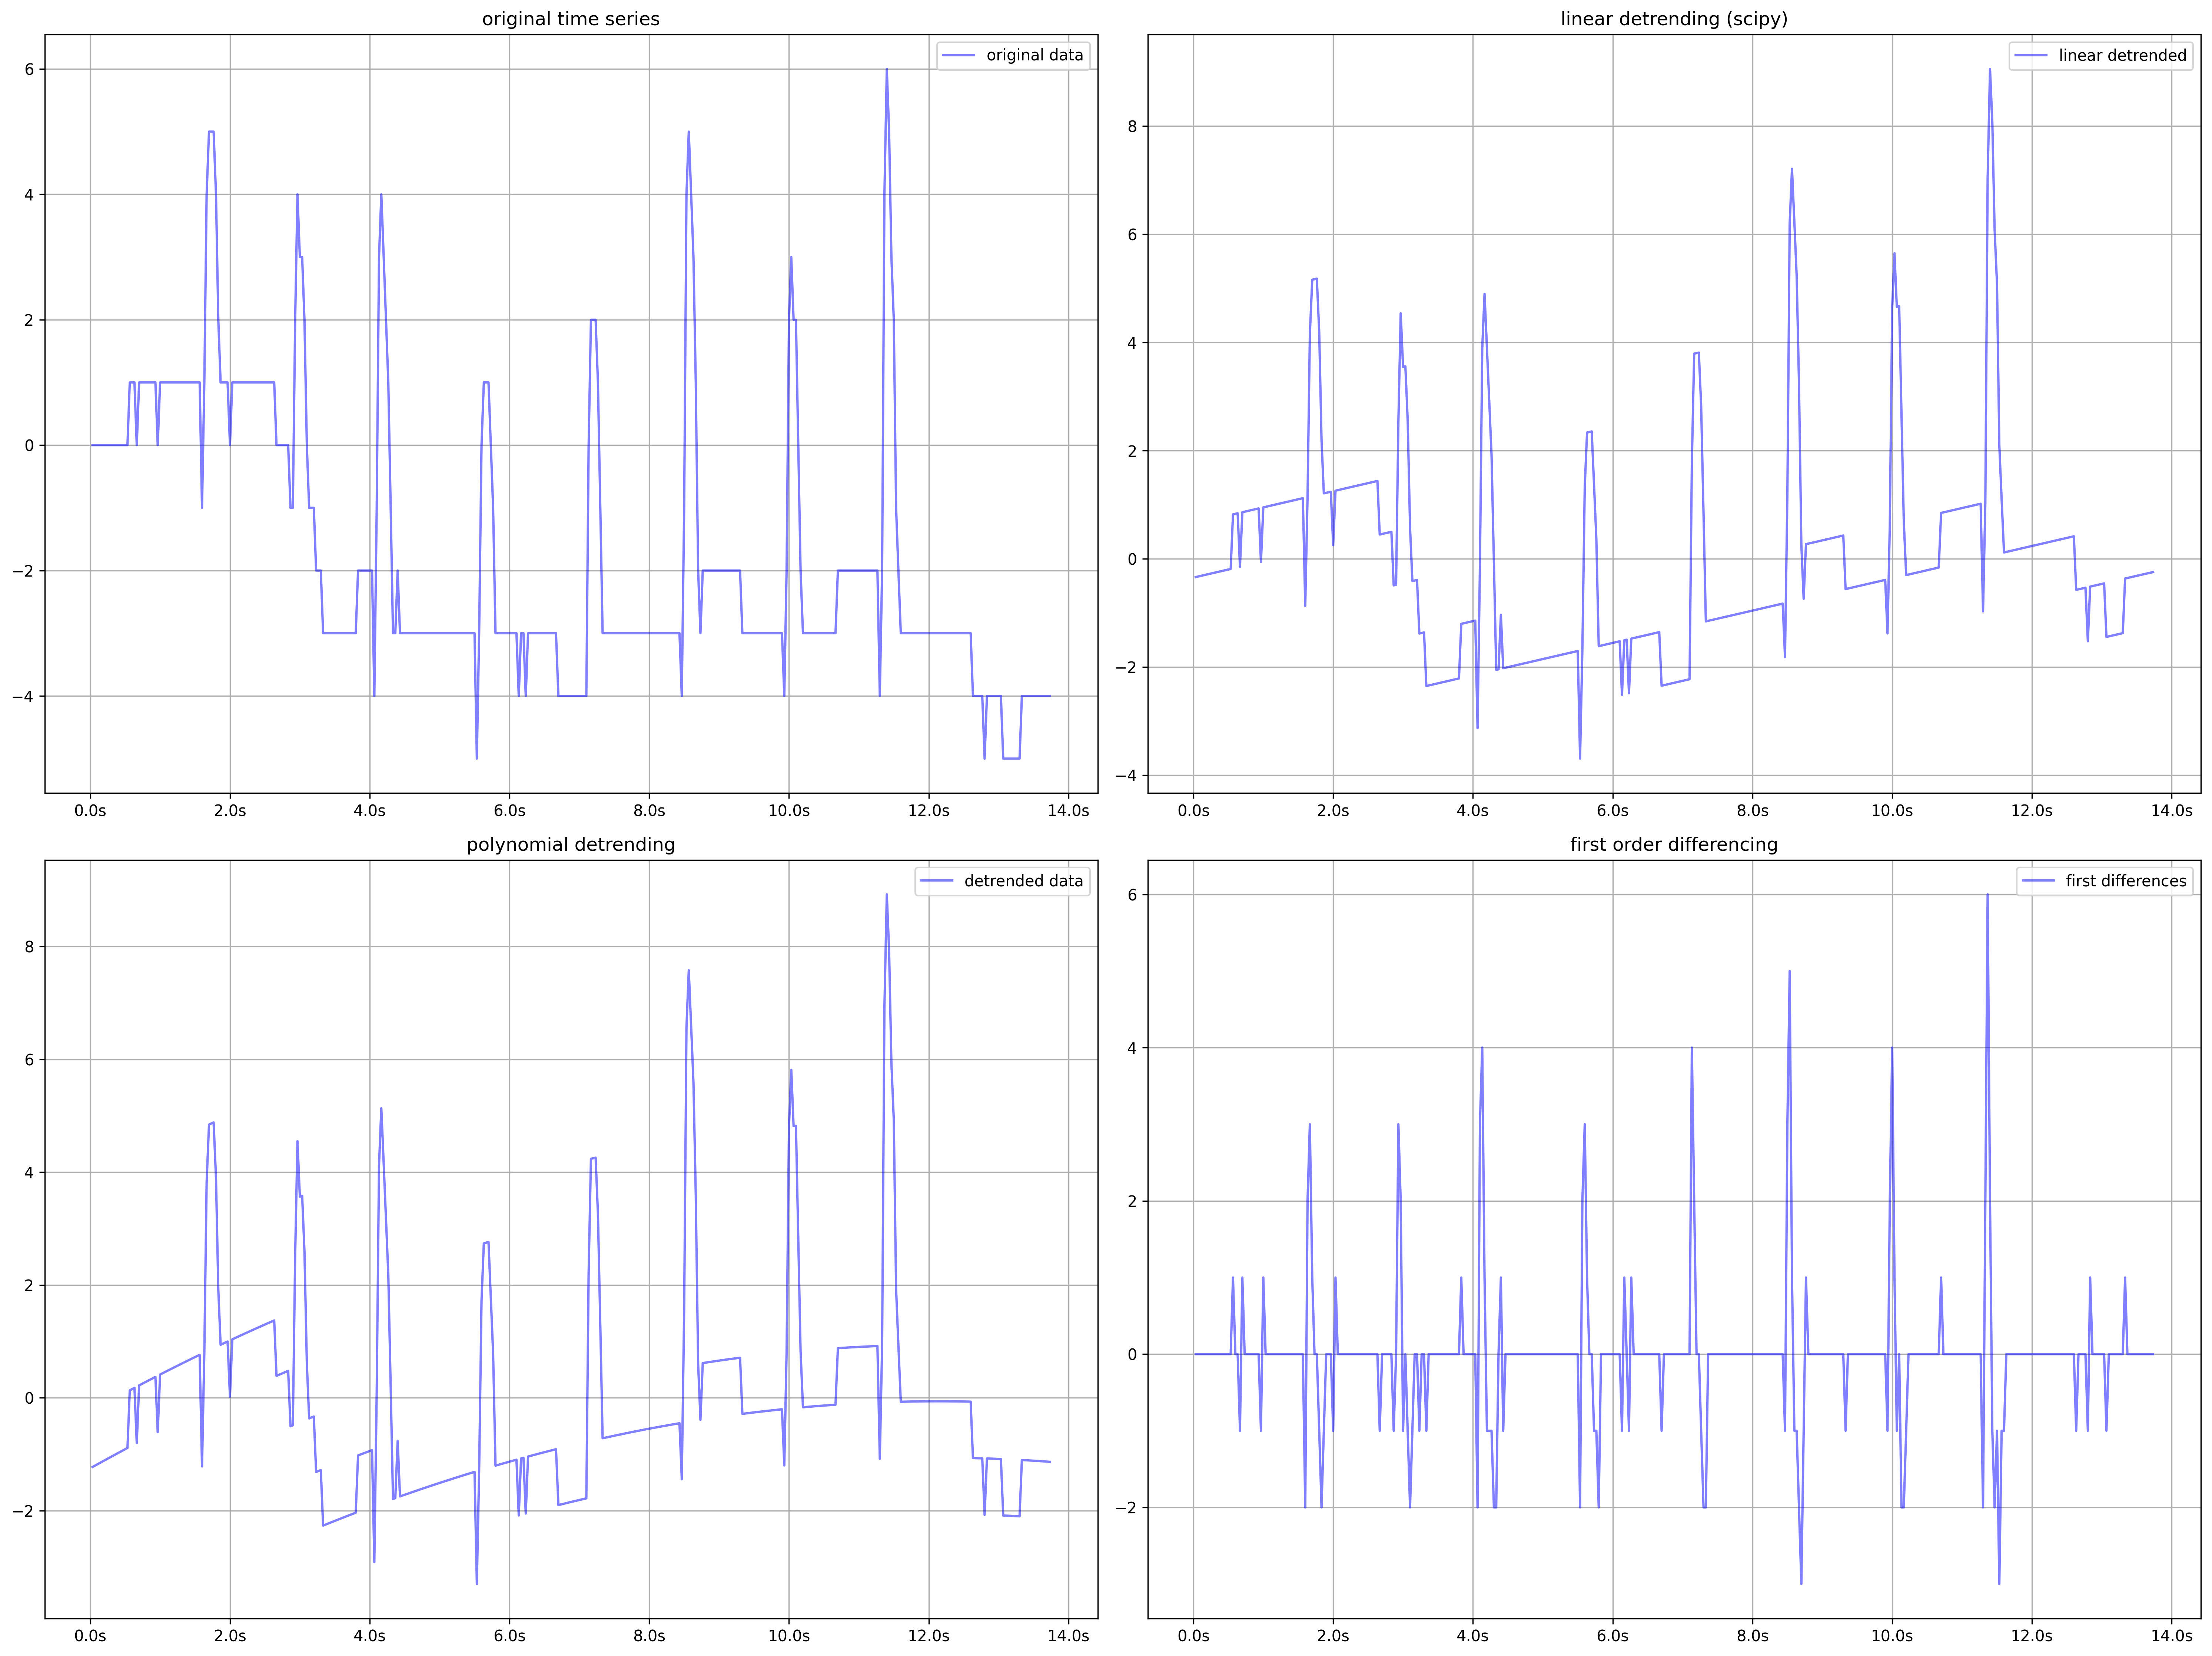 original time series
original data
6
4
2
0
−2
−4
0.0s 2.0s 4.0s 6.0s 8.0s 10.0s 12.0s 14.0s
linear detrending (scipy)
linear detrended
8
6
4
2
0
−2
−4
0.0s 2.0s 4.0s 6.0s 8.0s 10.0s 12.0s 14.0s
polynomial detrending
detrended data
8
6
4
2
0
−2
0.0s 2.0s 4.0s 6.0s 8.0s 10.0s 12.0s 14.0s
first order differencing
first differences
6
4
2
0
−2
0.0s 2.0s 4.0s 6.0s 8.0s 10.0s 12.0s 14.0s